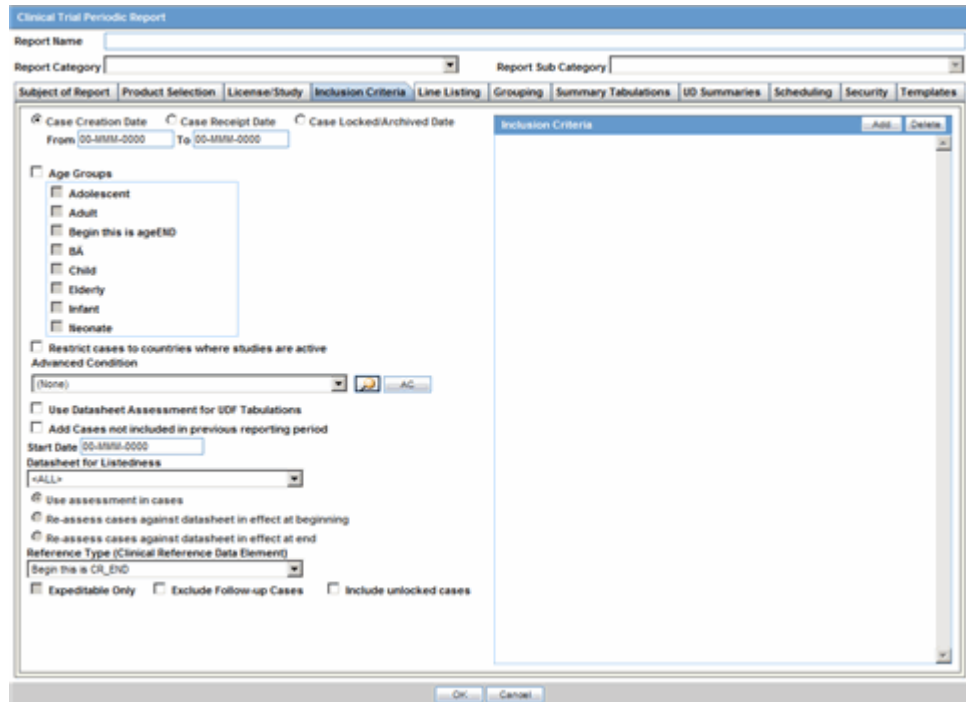 Clinical Trial Periodic Report
Report Name
Report Category Report Sub Category
Subject of Report Product Selection License/Study Inclusion Criteria Line Listing Grouping Summary Tabulations UD Summaries Scheduling Security Templates
Case Creation Date Case Receipt Date Case Locked/Archived Date
From 00-MMM-0000 To 00-MMM-0000
Inclusion Criteria Add Delete
Age Groups
Adolescent
Adult
Begin this is ageEND
BÄ
Child
Elderly
Infant
Neonate
Restrict cases to countries where studies are active
Advanced Condition
(None) AC
Use Datasheet Assessment for UDF Tabulations
Add Cases not included in previous reporting period
Start Date 00-MMM-0000
Datasheet for Listedness
<ALL>
Use assessment in cases
Re-assess cases against datasheet in effect at beginning
Re-assess cases against datasheet in effect at end
Reference Type (Clinical Reference Data Element)
Begin this is CR_END
Expeditable Only Exclude Follow-up Cases Include unlocked cases
OK Cancel